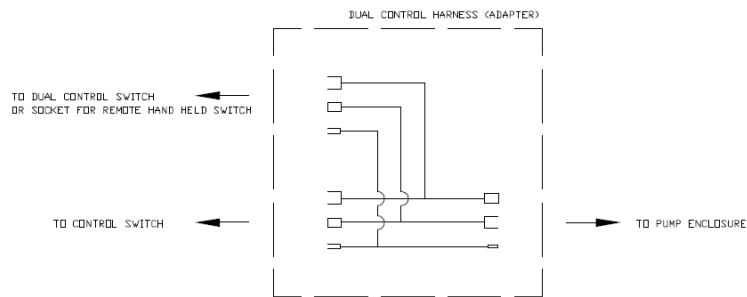 DUAL CONTROL HARNESS (ADAPTER)
TO DUAL CONTROL SWITCH
OR SOCKET FOR REMOTE HAND HELD SWITCH
TO CONTROL SWITCH
TO PUMP ENCLOSURE